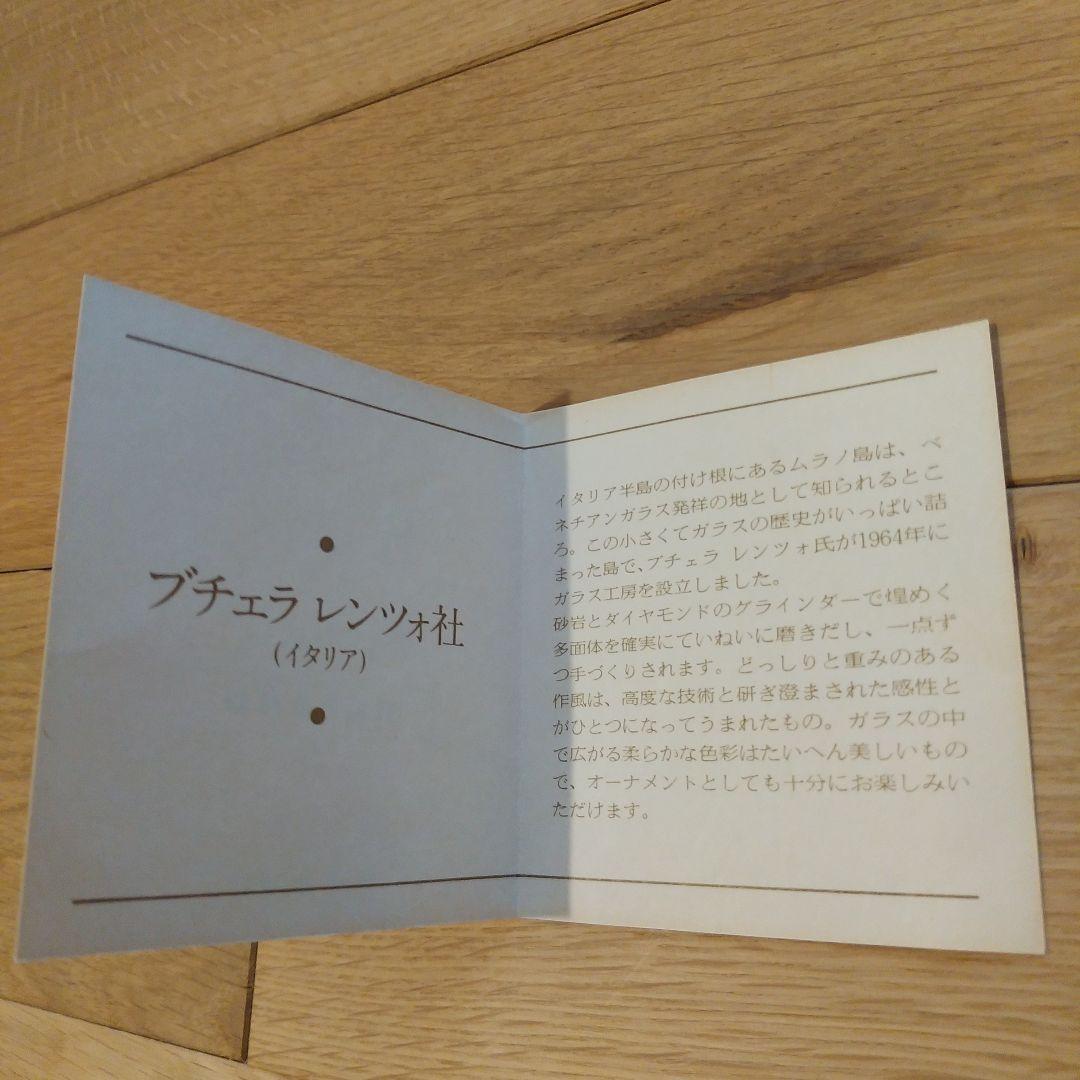 ブチェラ レンツォ社
(イタリア)
イタリア半島の付け根にあるムラノ島は、ベ
ネチアンガラス発祥の地として知られるとこ
ろ。この小さくてガラスの歴史がいっぱい詰
まった島で、ブチェラ レンツォ氏が1964年に
ガラス工房を設立しました。
砂岩とダイヤモンドのグラインダーで煌めく
多面体を確実にていねいに磨きだし、一点ず
つ手づくりされます。どっしりと重みのある
作風は、高度な技術と研ぎ澄まされた感性と
がひとつになってうまれたもの。ガラスの中
で広がる柔らかな色彩はたいへん美しいもの
で、オーナメントとしても十分にお楽しみい
ただけます。